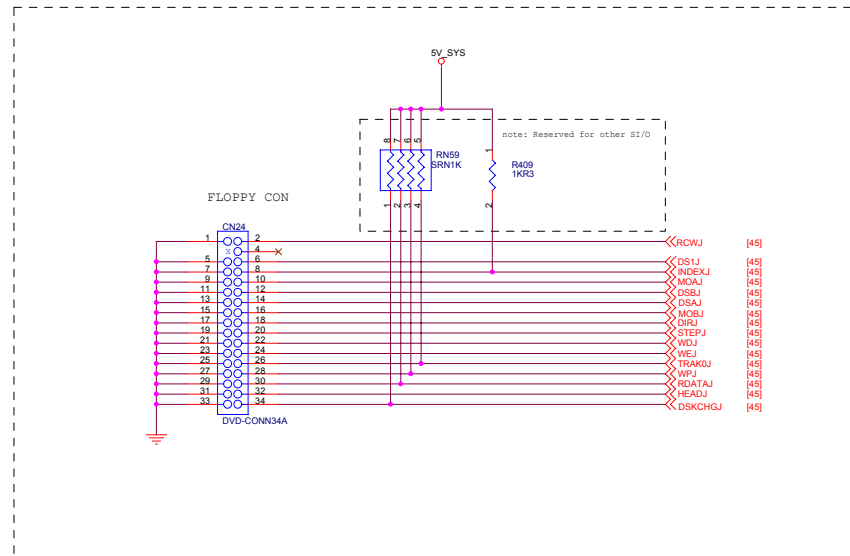 5V_SYS
note: Reserved for other SI/O
8
7
6
5
RN59
SRN1K
1
2
3
4
1
R409
1KR3
2
FLOPPY CON
CN24
1 2 RCWJ [45]
X 4
5 6 DS1J [45]
7 8 INDEXJ [45]
9 10 MOAJ [45]
11 12 DSBJ [45]
13 14 DSAJ [45]
15 16 MOBJ [45]
17 18 DIRJ [45]
19 20 STEPJ [45]
21 22 WDJ [45]
23 24 WEJ [45]
25 26 TRAK0J [45]
27 28 WPJ [45]
29 30 RDATAJ [45]
31 32 HEADJ [45]
33 34 DSKCHGJ [45]
DVD-CONN34A